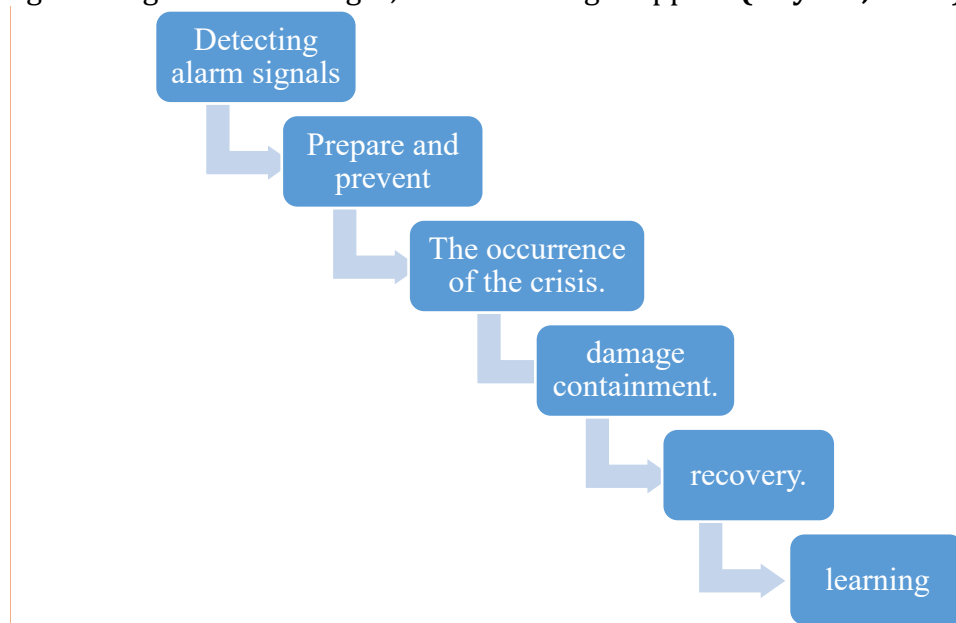 Detecting
alarm signals
Prepare and
prevent
The occurrence
of the crisis.
damage
containment.
recovery.
learning